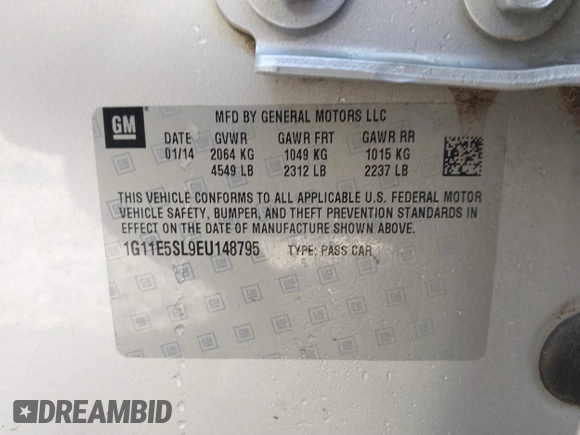 GM
MFD BY GENERAL MOTORS LLC
DATE GVWR GAWR FRT GAWR RR
01/14 2064 KG 1049 KG 1015 KG
4549 LB 2312 LB 2237 LB
THIS VEHICLE CONFORMS TO ALL APPLICABLE U.S. FEDERAL MOTOR
VEHICLE SAFETY, BUMPER, AND THEFT PREVENTION STANDARDS IN
EFFECT ON THE DATE OF MANUFACTURE SHOWN ABOVE.
1G11E5SL9EU148795 TYPE: PASS CAR
DREAMBID